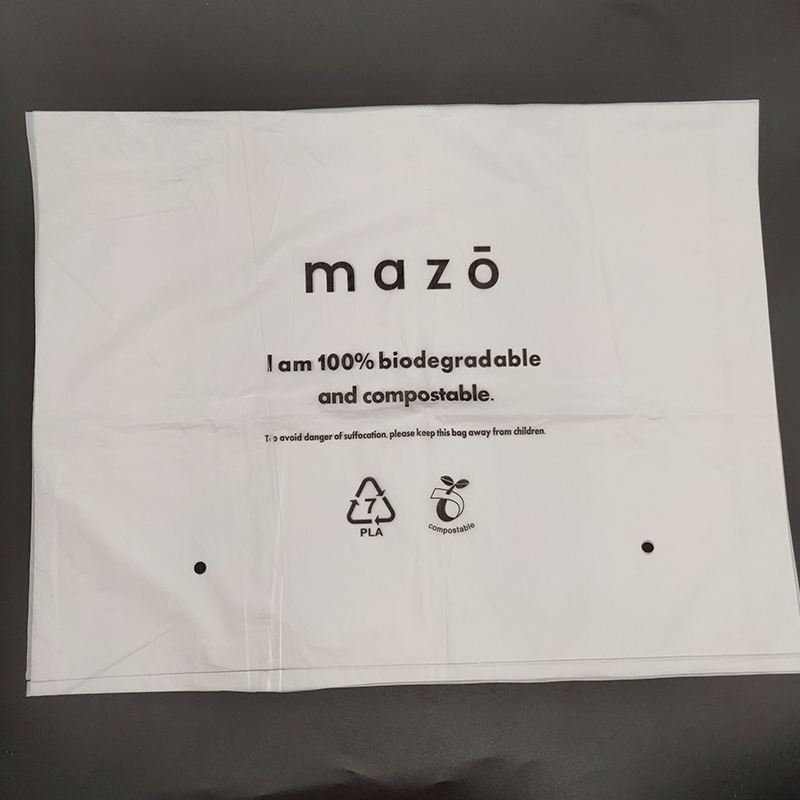 mazō
I am 100% biodegradable
and compostable.
To avoid danger of suffocation, please keep this bag away from children.
7
PLA
compostable